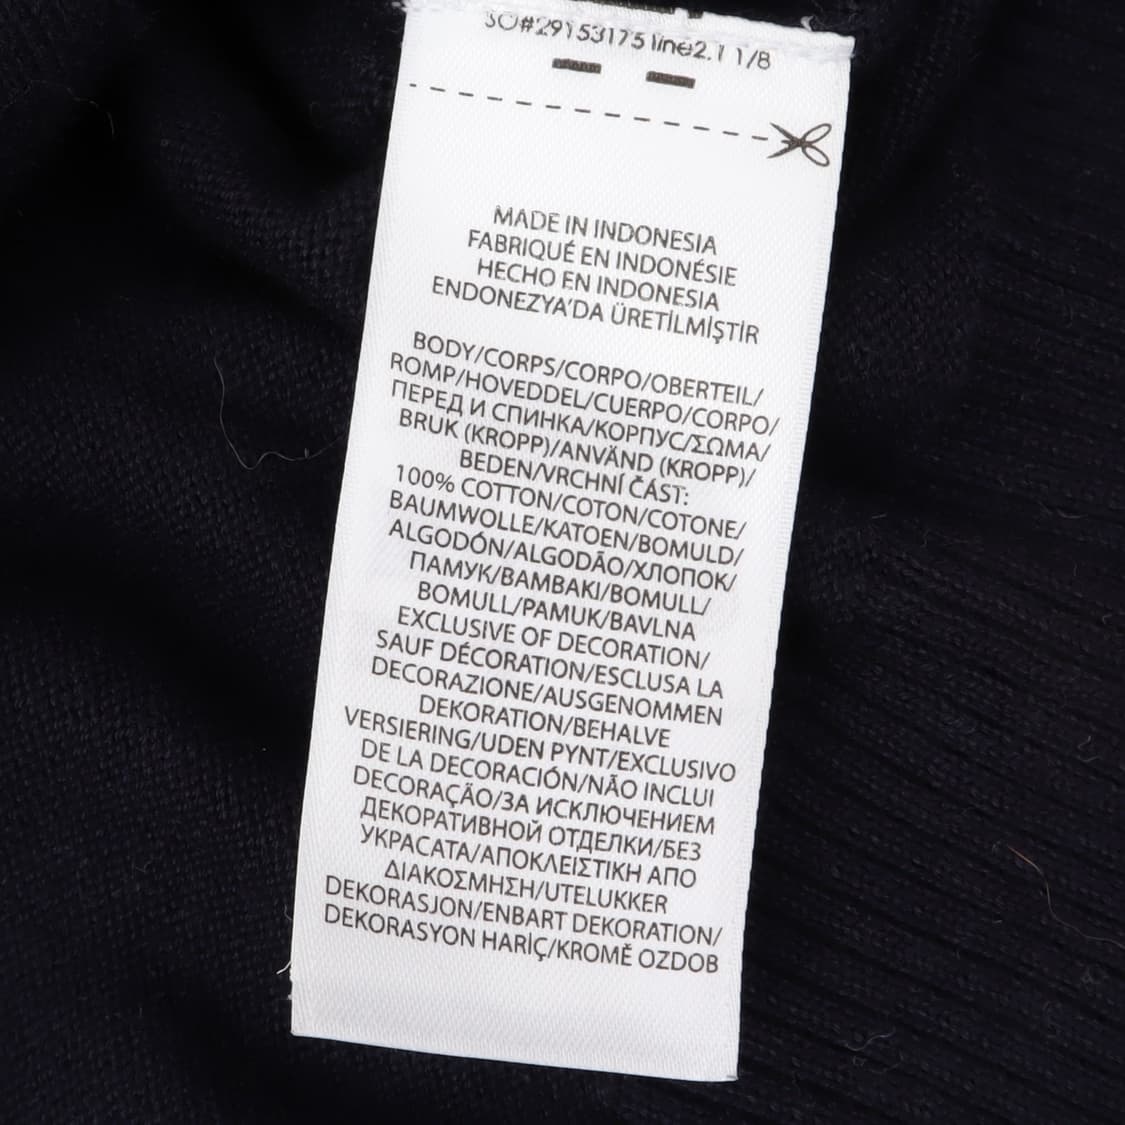 SO#29153175 line2.1 1/8
MADE IN INDONESIA
FABRIQUÉ EN INDONÉSIE
HECHO EN INDONESIA
ENDONEZYA'DA ÜRETİLMİŞTİR
BODY/CORPS/CORPO/OBERTEIL/
ROMP/HOVEDDEL/CUERPO/CORPO/
ПЕРЕД И СПИНКА/КОРПУС/ΣΩΜΑ/
BRUK (KROPP)/ANVÄND (KROPP)/
BEDEN/VRCHNÍ ČÁST:
100% COTTON/COTON/COTONE/
BAUMWOLLE/KATOEN/BOMULD/
ALGODÓN/ALGODÃO/ХЛОПОК/
ПАМУК/BAMBAKI/BOMULL/
BOMULL/PAMUK/BAVLNA
EXCLUSIVE OF DECORATION/
SAUF DÉCORATION/ESCLUSA LA
DECORAZIONE/AUSGENOMMEN
DEKORATION/BEHALVE
VERSIERING/UDEN PYNT/EXCLUSIVO
DE LA DECORACIÓN/NÃO INCLUI
DECORAÇÃO/ЗА ИСКЛЮЧЕНИЕМ
ДЕКОРАТИВНОЙ ОТДЕЛКИ/БЕЗ
УКРАСАТА/ΑΠΟΚΛΕΙΣΤΙΚΗ ΑΠΟ
ΔΙΑΚΟΣΜΗΣΗ/UTELUKKER
DEKORASJON/ENBART DEKORATION/
DEKORASYON HARİÇ/KROMĚ OZDOB